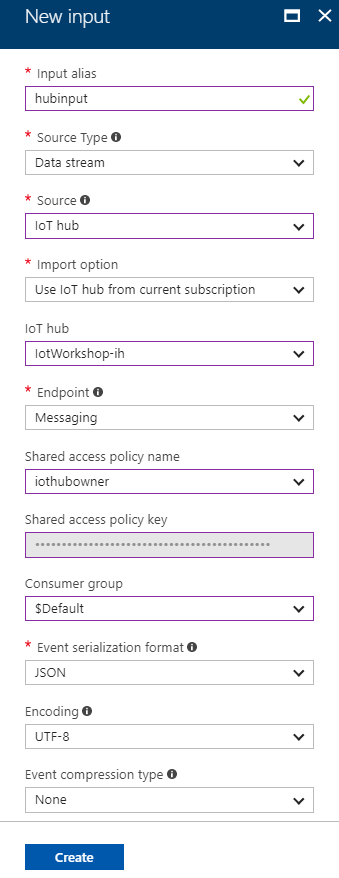 New input
* Input alias
hubinput
* Source Type
Data stream
* Source
IoT hub
* Import option
Use IoT hub from current subscription
IoT hub
IotWorkshop-ih
* Endpoint
Messaging
Shared access policy name
iothubowner
Shared access policy key
••••••••••••••••••••••••••••••••••••••••••••
Consumer group
$Default
* Event serialization format
JSON
Encoding
UTF-8
Event compression type
None
Create